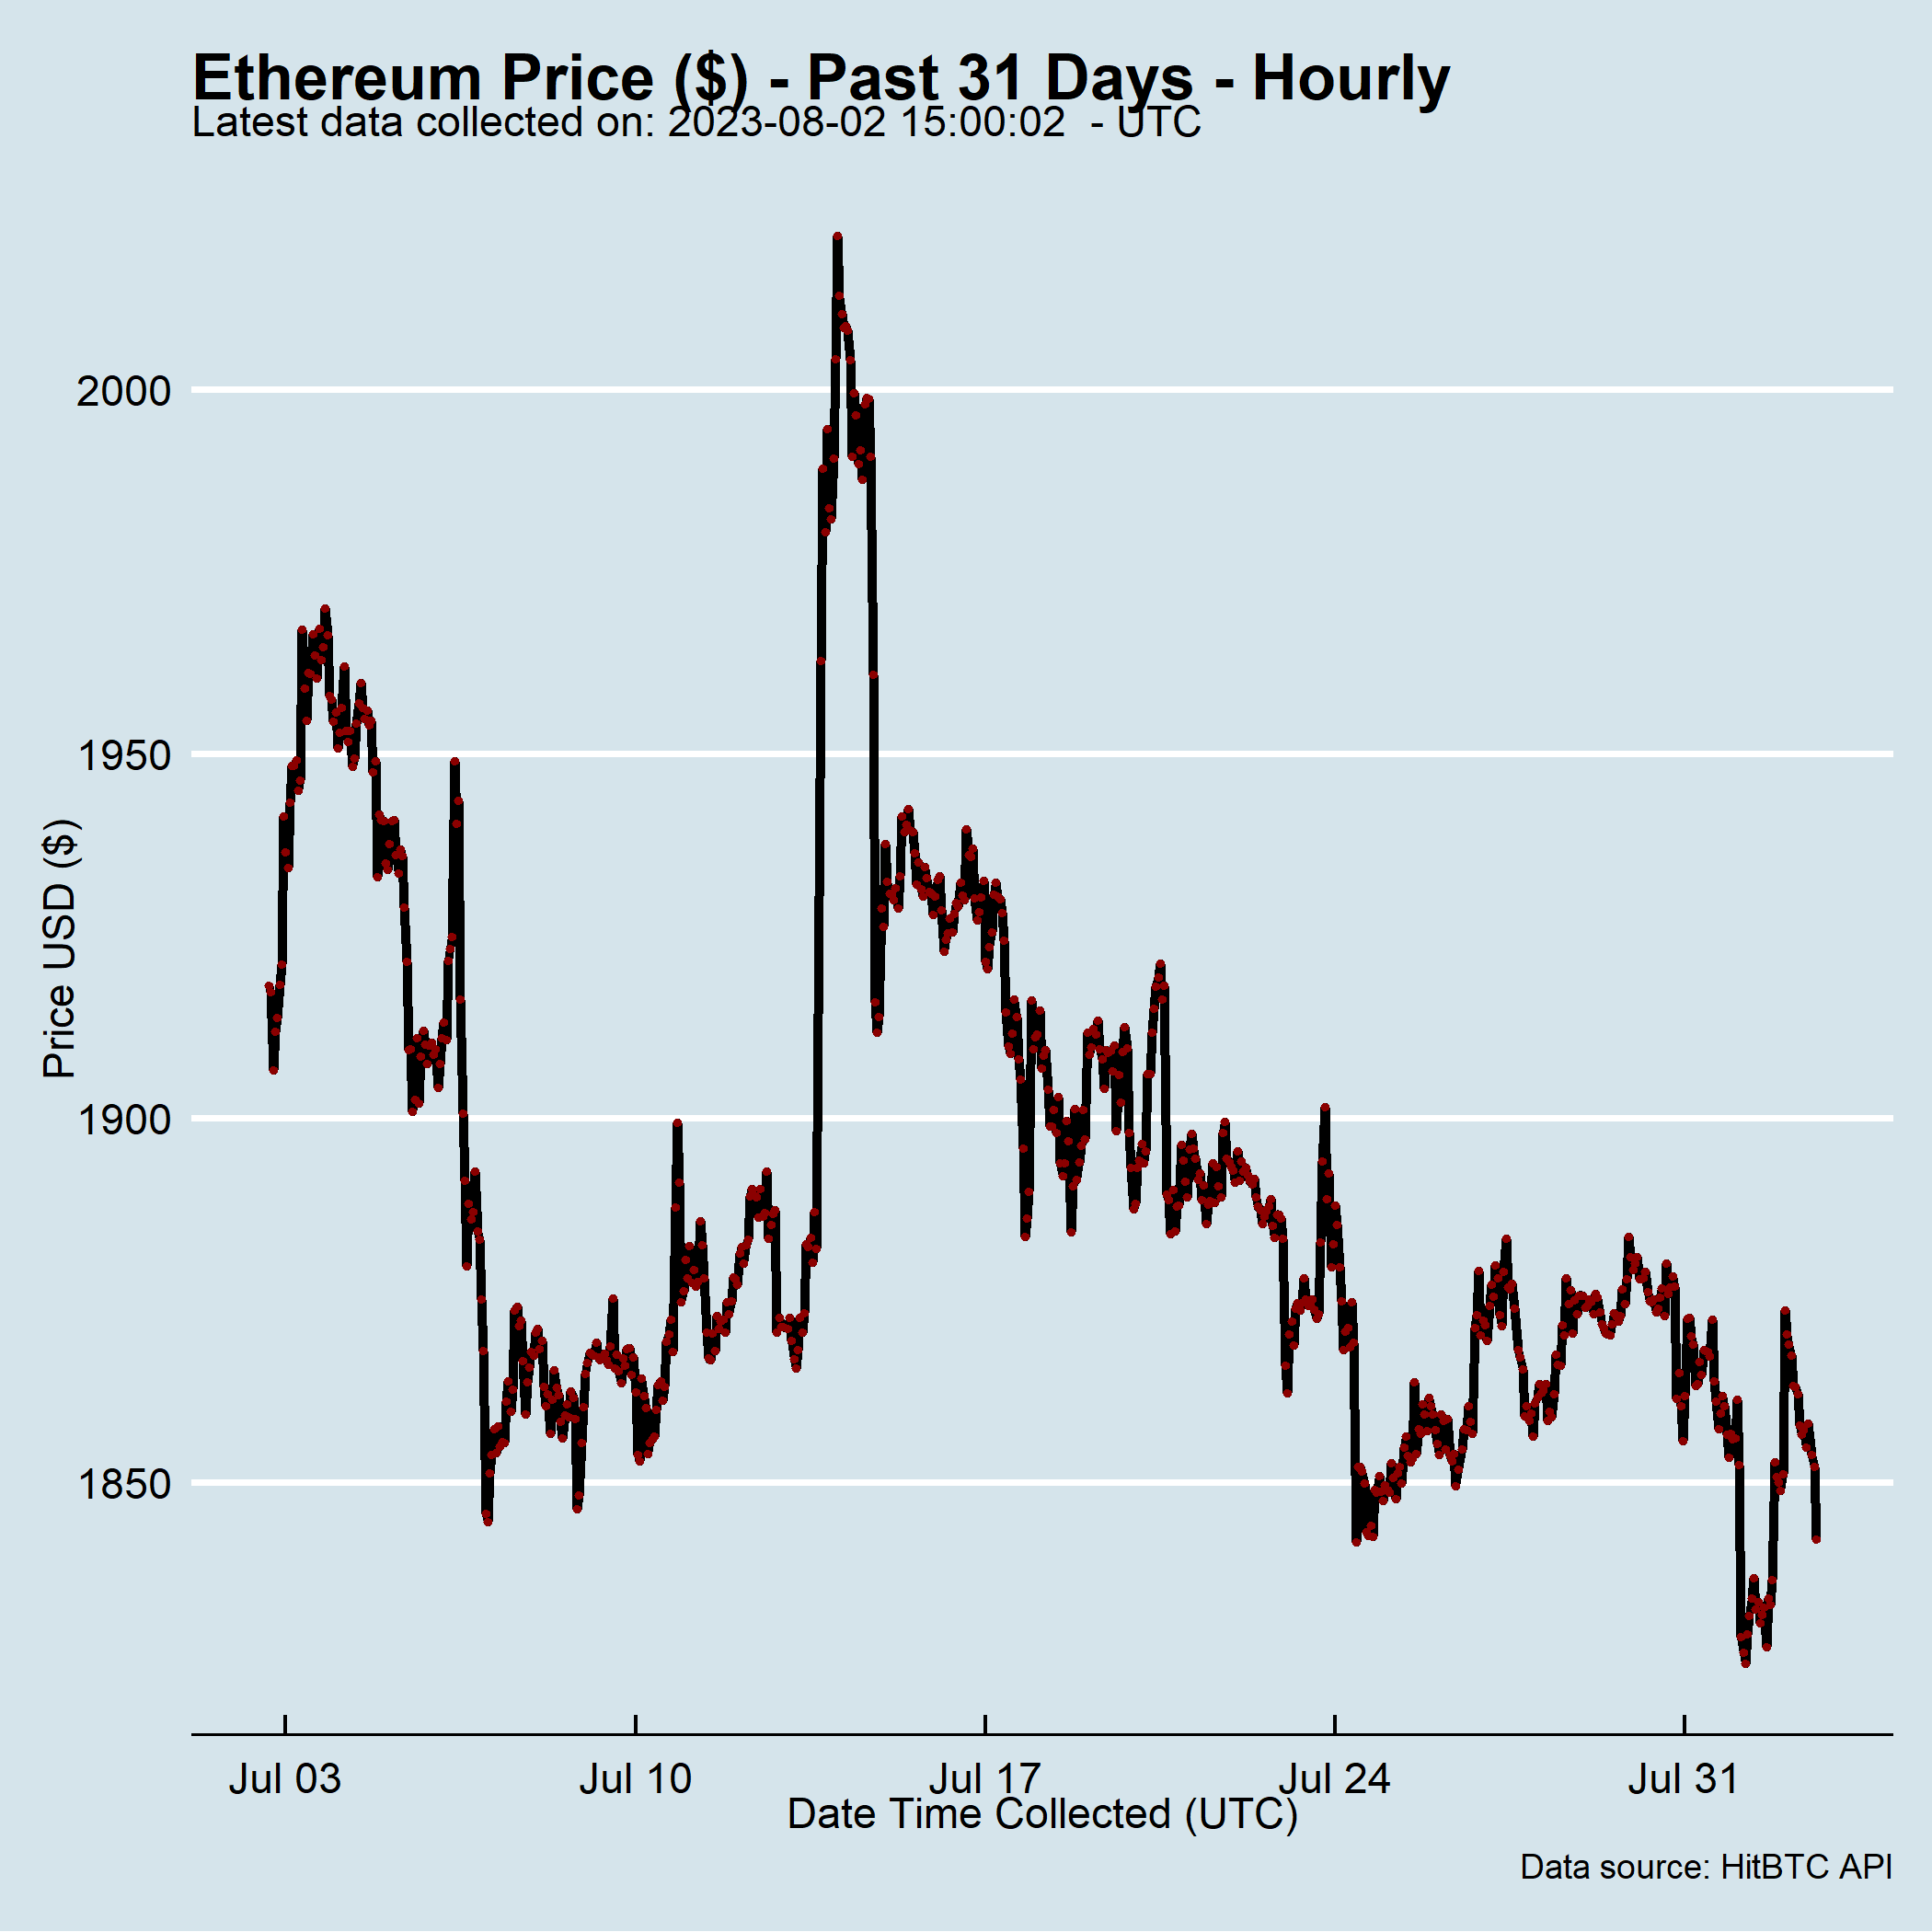 Ethereum Price ($) - Past 31 Days - Hourly
Latest data collected on: 2023-08-02 15:00:02  - UTC
2000
1950
1900
1850
Price USD ($)
Jul 03 Jul 10 Jul 17 Jul 24 Jul 31
Date Time Collected (UTC)
Data source: HitBTC API